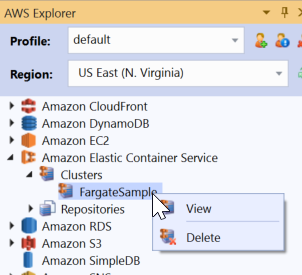 AWS Explorer
Profile: default
Region: US East (N. Virginia)
Amazon CloudFront
Amazon DynamoDB
Amazon EC2
Amazon Elastic Container Service
Clusters
FargateSample
View
Repositories
Delete
Amazon RDS
Amazon S3
Amazon SimpleDB